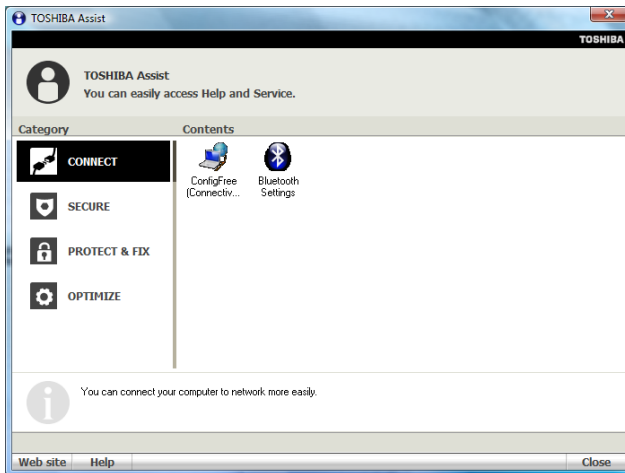 TOSHIBA Assist
TOSHIBA
TOSHIBA Assist
You can easily access Help and Service.
Category
Contents
CONNECT
SECURE
PROTECT & FIX
OPTIMIZE
ConfigFree
(Connectiv...
Bluetooth
Settings
You can connect your computer to network more easily.
Web site
Help
Close